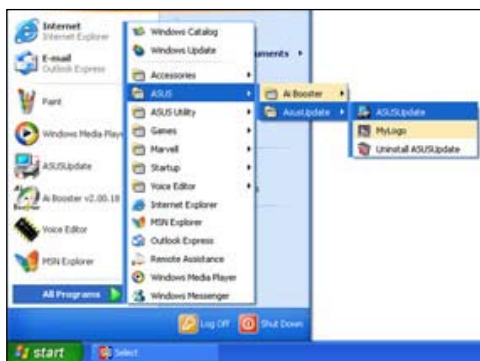 Internet
Internet Explorer
E-mail
Outlook Express
Paint
Windows Media Play
ASUSUpdate
Ai Booster v2.00.18
Voice Editor
MSN Explorer
All Programs
Windows Catalog
Windows Update
Accessories
ASUS
ASUS Utility
Games
Marvell
Startup
Voice Editor
Internet Explorer
MSN Explorer
Outlook Express
Remote Assistance
Windows Media Player
Windows Messenger
uments
Ai Booster
AsusUpdate
ASUSUpdate
MyLogo
Uninstall ASUSUpdate
Log Off
Shut Down
start
Select